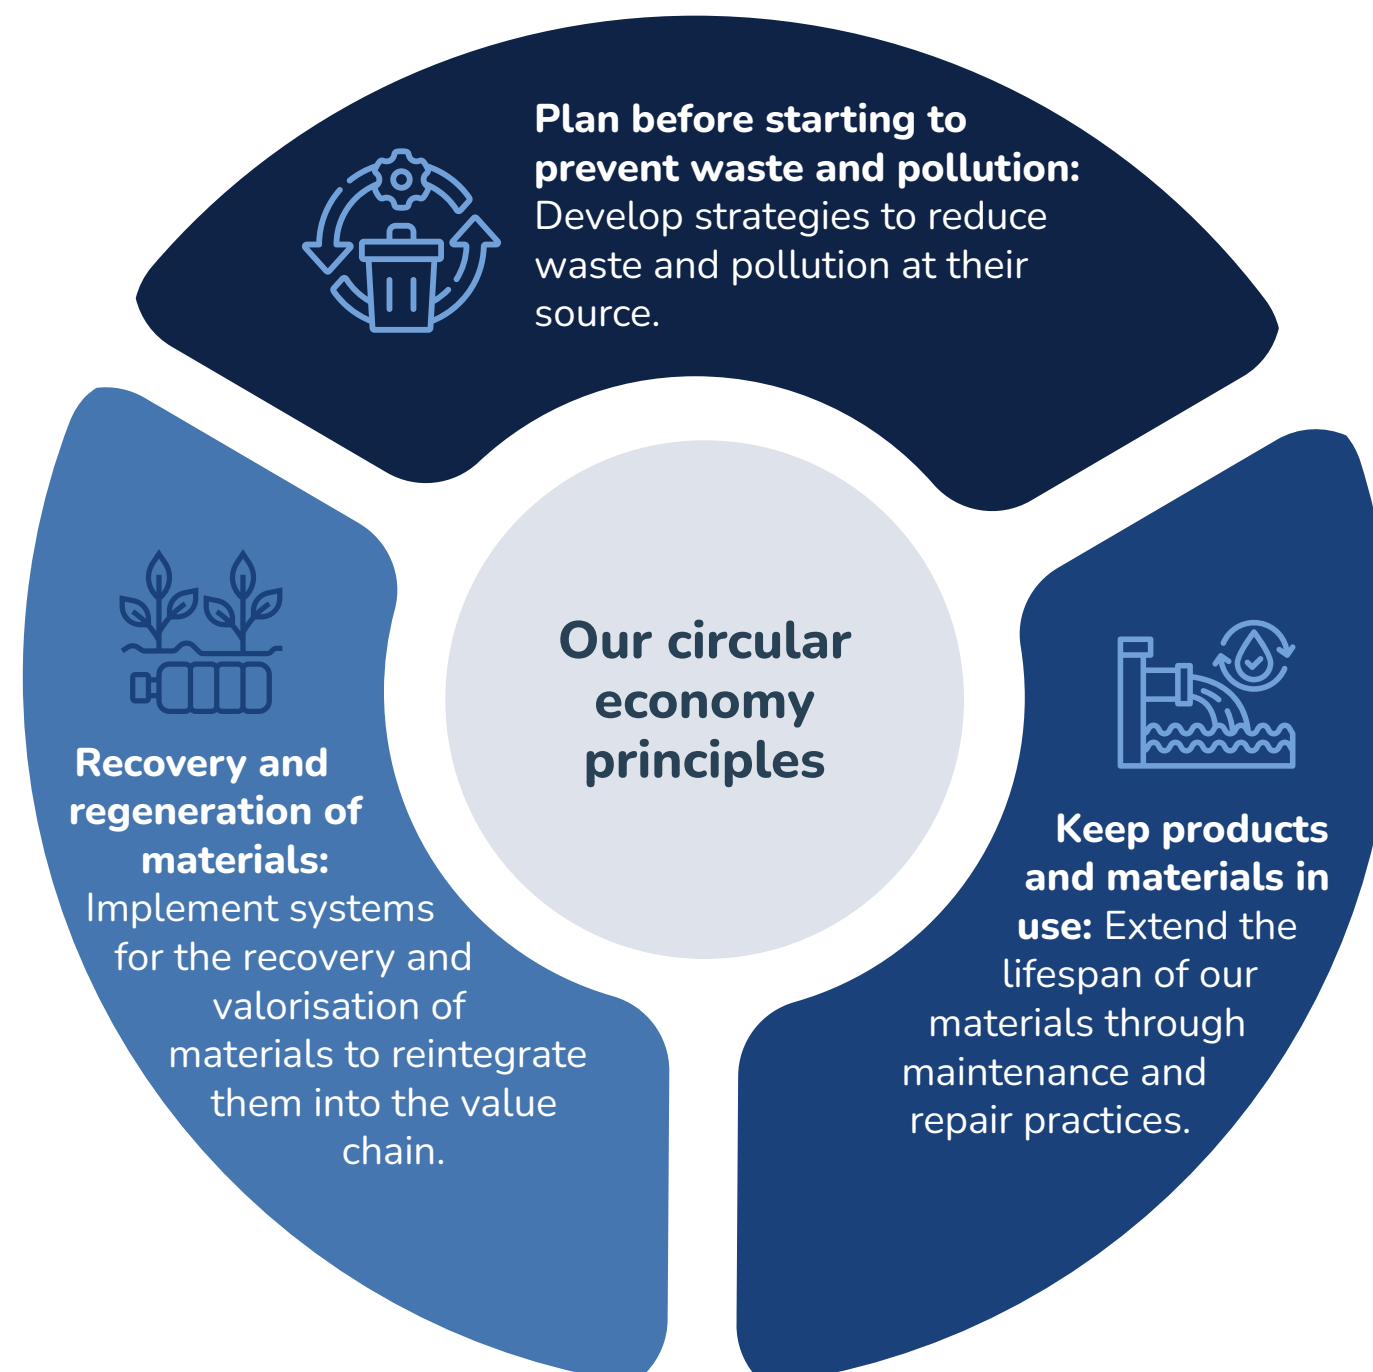 Plan before starting to
prevent waste and pollution:
Develop strategies to reduce
waste and pollution at their
source.
Our circular
economy
principles
Keep products
and materials in
use: Extend the
lifespan of our
materials through
maintenance and
repair practices.
Recovery and
regeneration of
materials:
Implement systems
for the recovery and
valorisation of
materials to reintegrate
them into the value
chain.